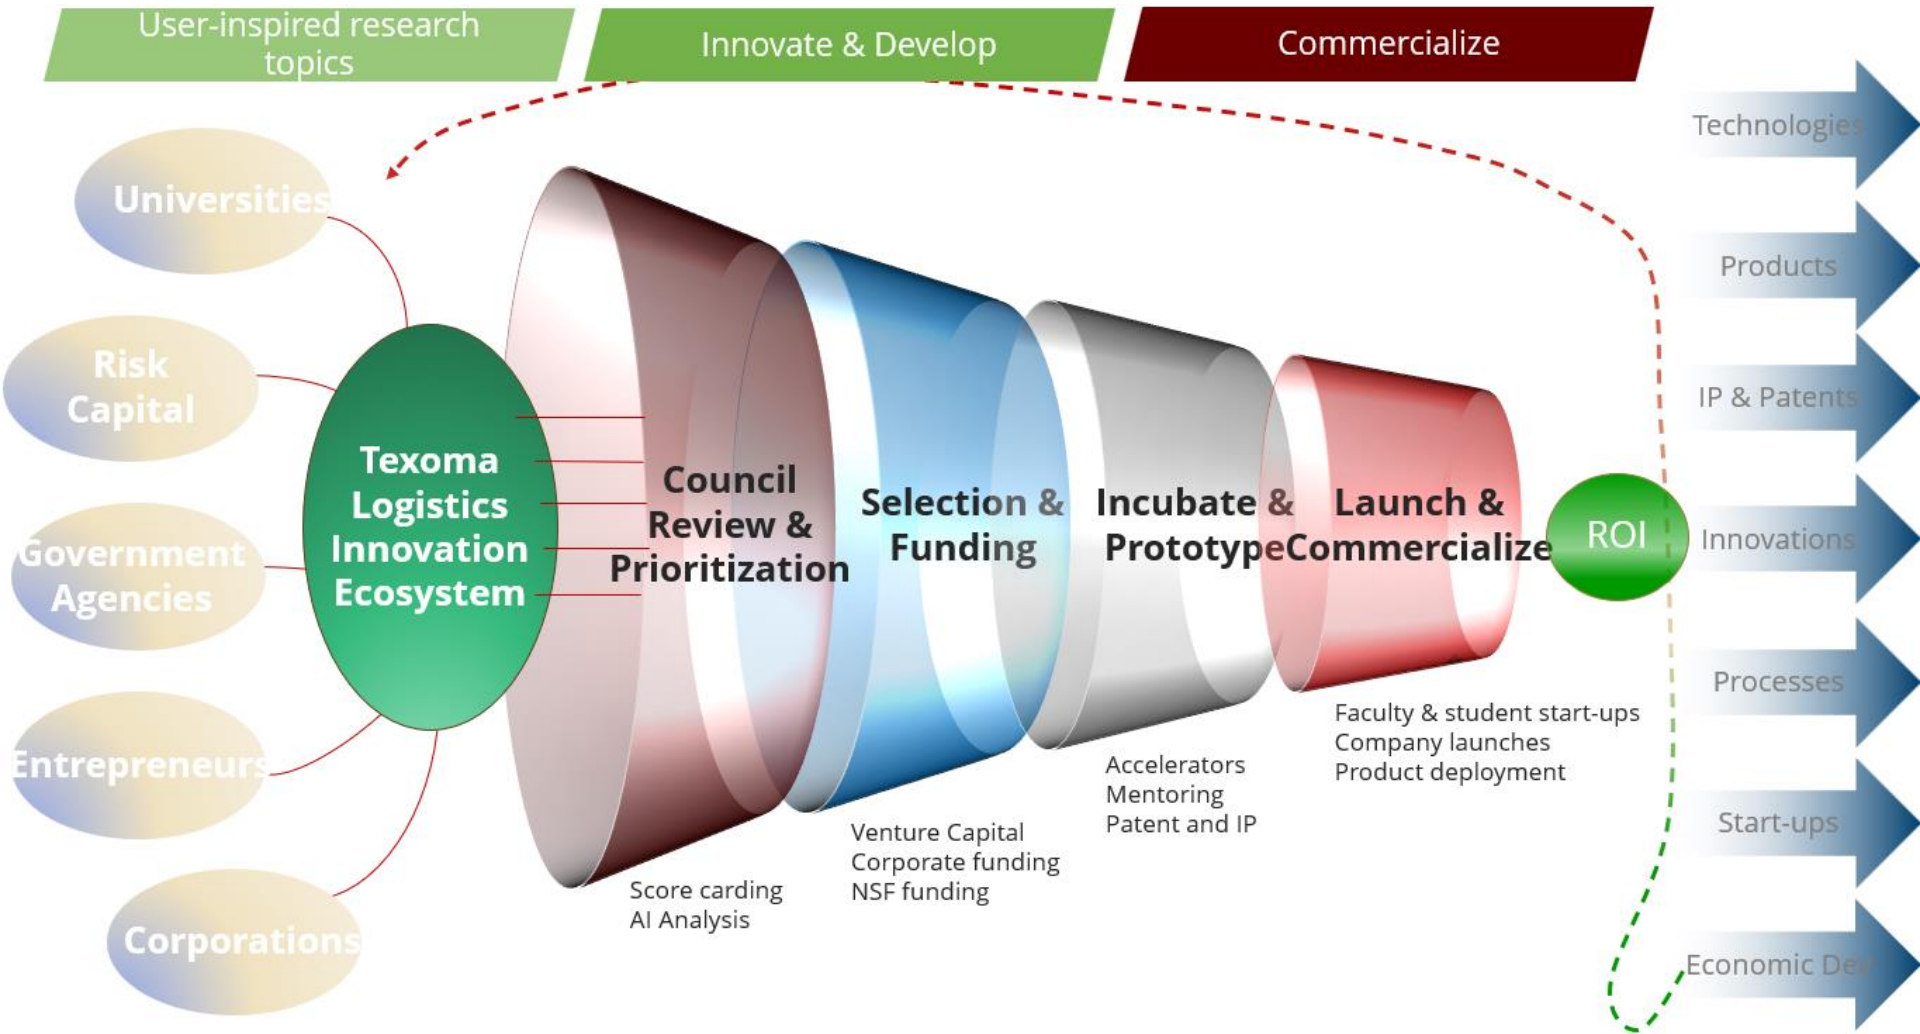 User-inspired research
topics
Innovate & Develop
Commercialize
Universities
Risk
Capital
Government
Agencies
Entrepreneurs
Corporations
Texoma
Logistics
Innovation
Ecosystem
Council
Review &
Prioritization
Score carding
AI Analysis
Selection &
Funding
Venture Capital
Corporate funding
NSF funding
Incubate &
Prototype
Accelerators
Mentoring
Patent and IP
Launch &
Commercialize
Faculty & student start-ups
Company launches
Product deployment
ROI
Technologies
Products
IP & Patents
Innovations
Processes
Start-ups
Economic Dev